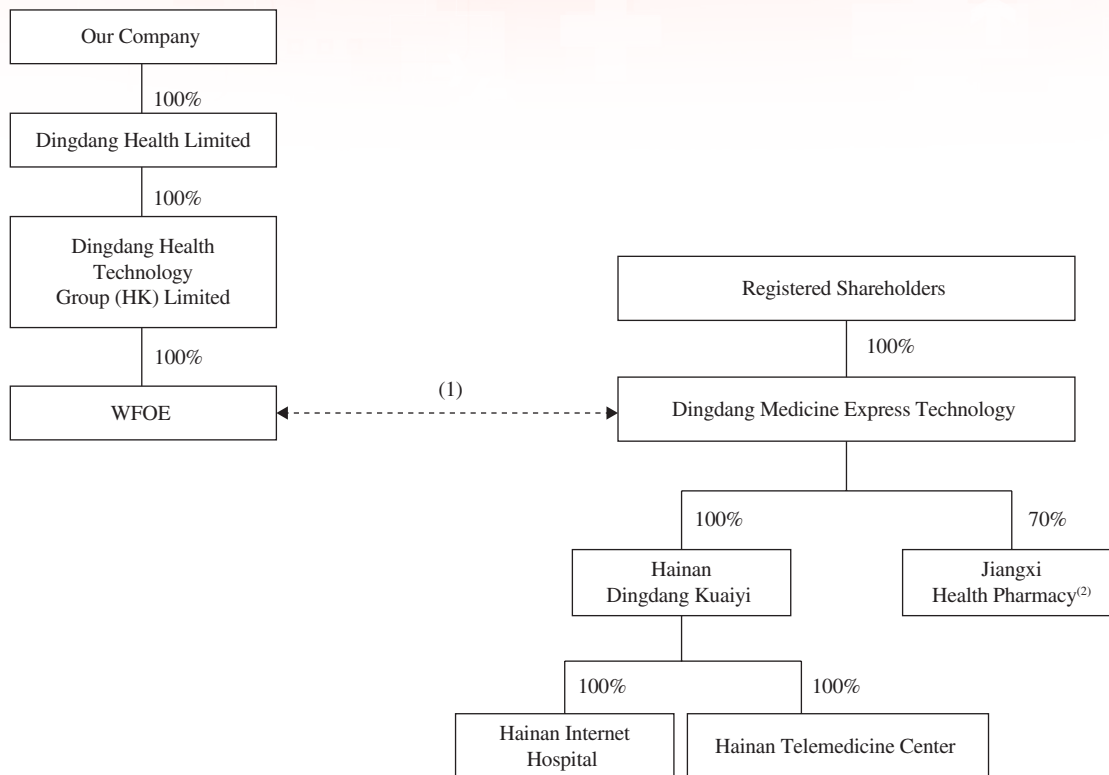 Our Company
100%
Dingdang Health Limited
100%
Dingdang Health
Technology
Group (HK) Limited
100%
WFOE
(1)
Registered Shareholders
100%
Dingdang Medicine Express Technology
100%
70%
Hainan
Dingdang Kuaiyi
Jiangxi
Health Pharmacy(2)
100%
100%
Hainan Internet
Hospital
Hainan Telemedicine Center